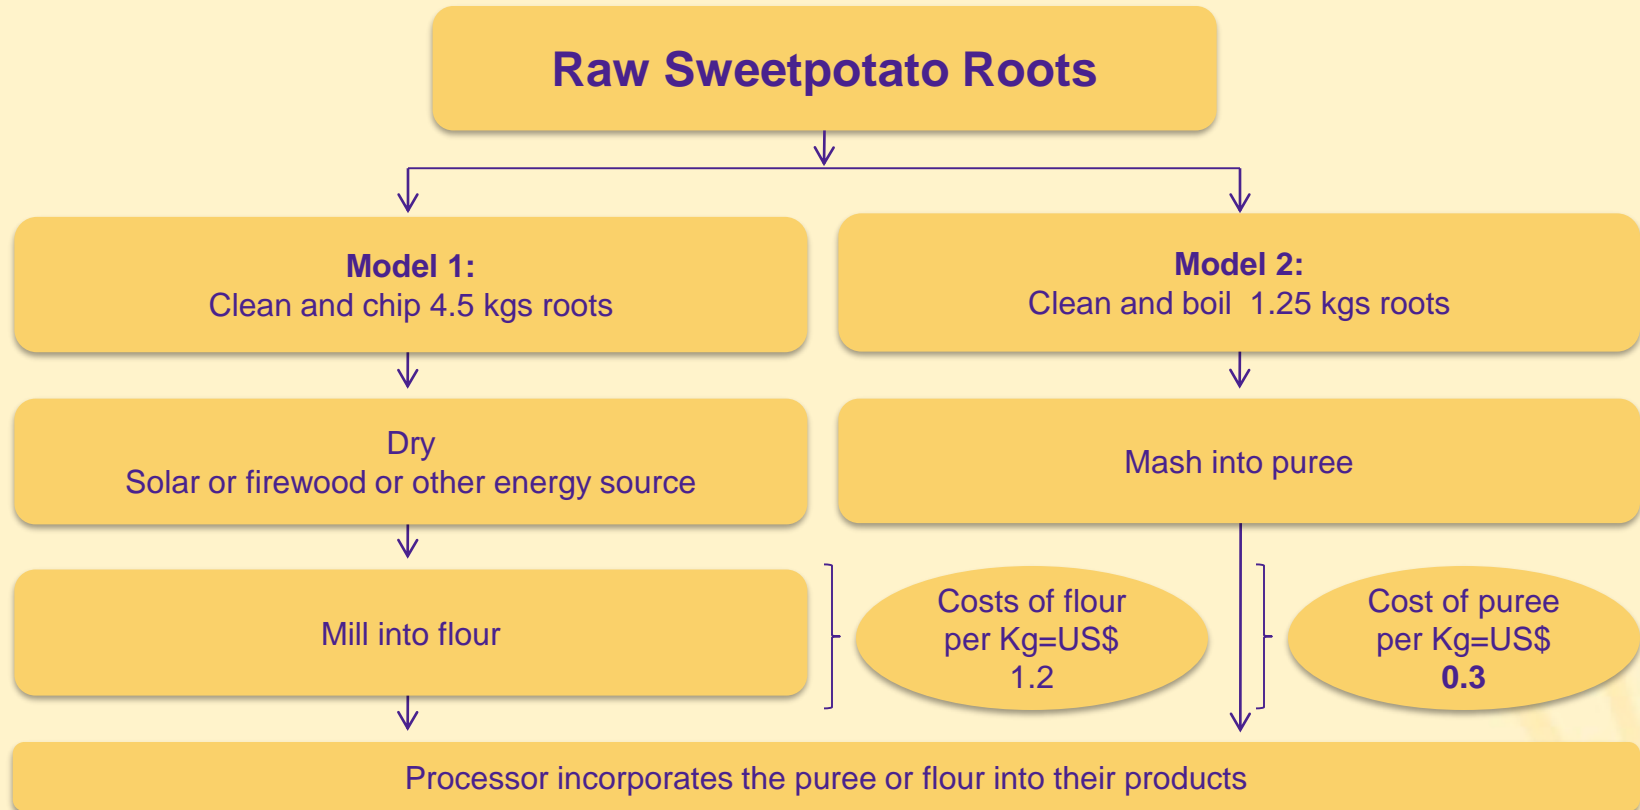 Raw Sweetpotato Roots
Model 1:
Clean and chip 4.5 kgs roots
Model 2:
Clean and boil  1.25 kgs roots
Dry
Solar or firewood or other energy source
Mash into puree
Mill into flour
Costs of flour
per Kg=US$
1.2
Cost of puree
per Kg=US$
0.3
Processor incorporates the puree or flour into their products